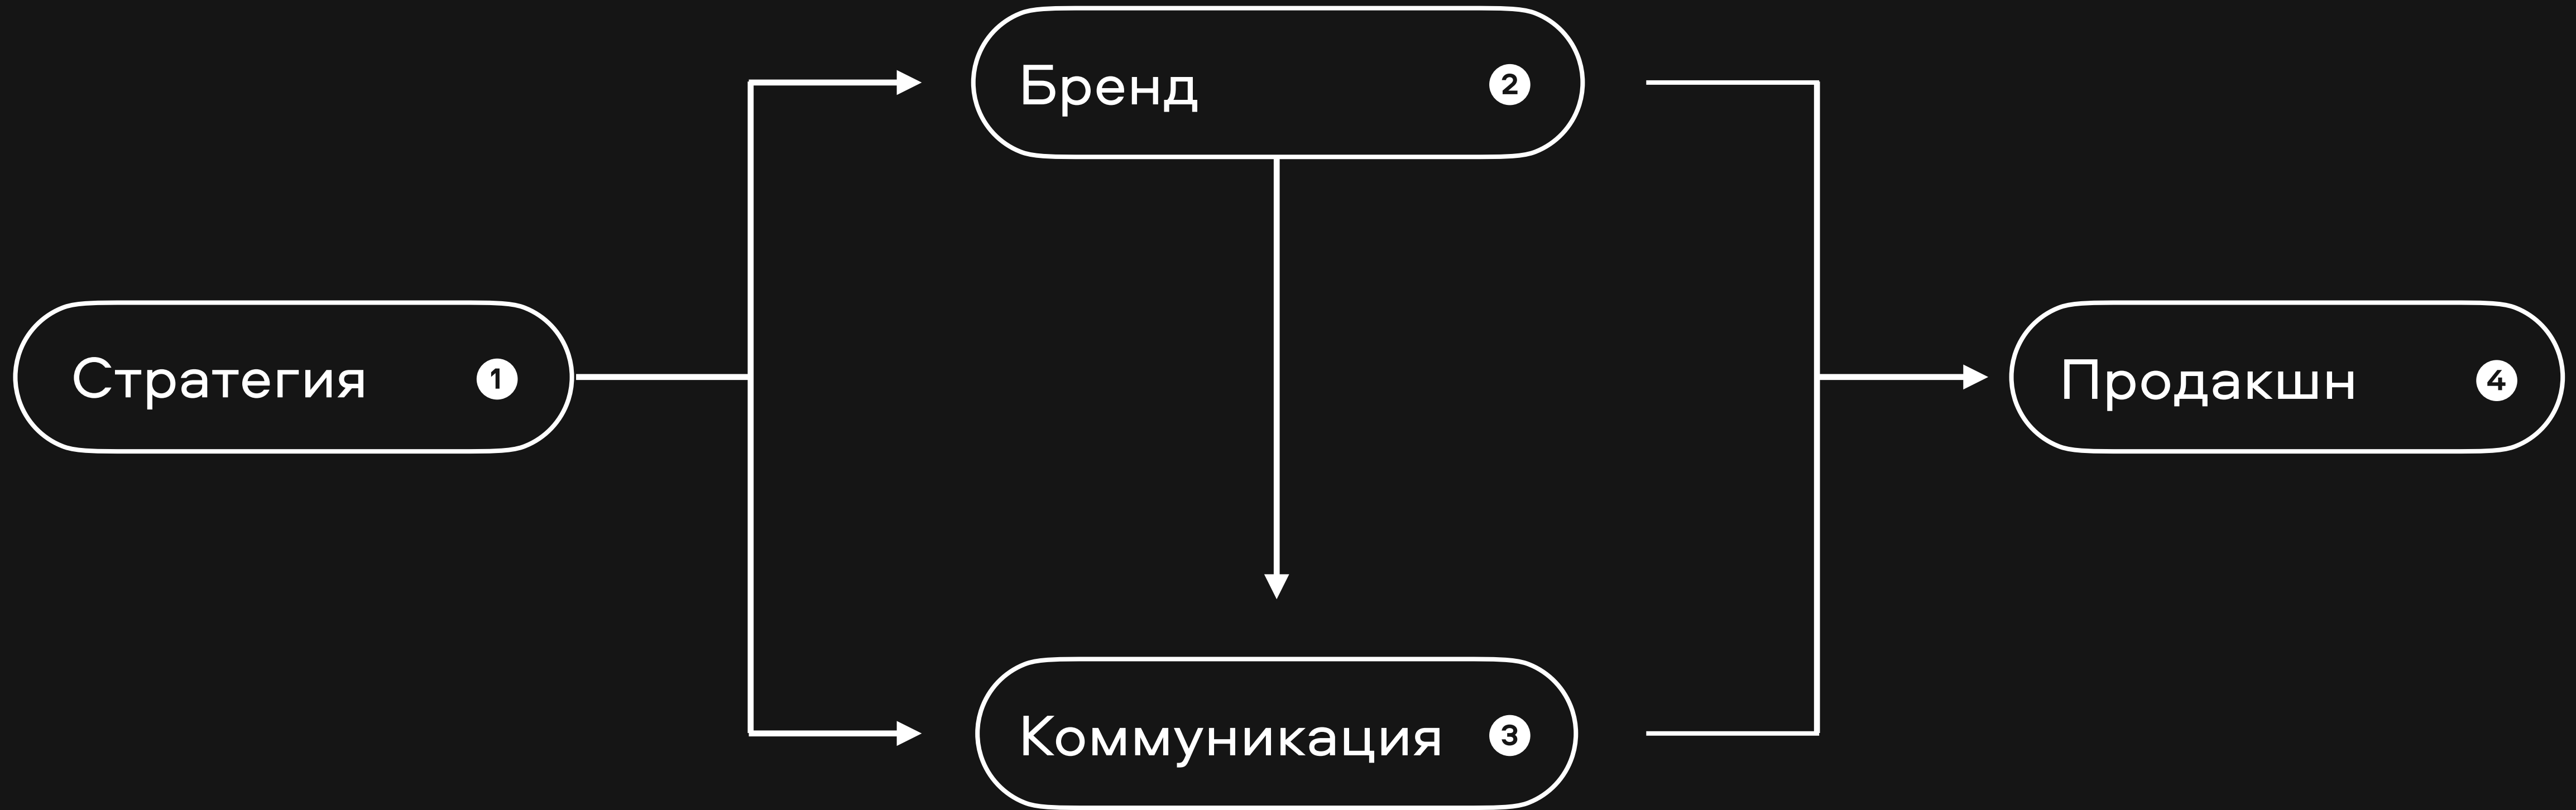 Стратегия 1
Бренд 2
Коммуникация 3
Продакшн 4